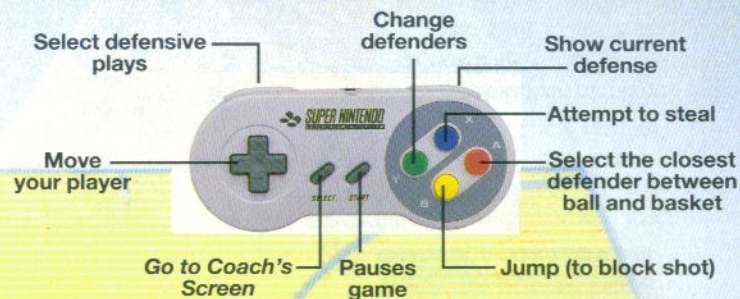 Select defensive
plays
Change
defenders
Show current
defense
Attempt to steal
Move
your player
Select the closest
defender between
ball and basket
Go to Coach's
Screen
Pauses
game
Jump (to block shot)
SUPER NINTENDO
SELECT
START
X
A
Y
B